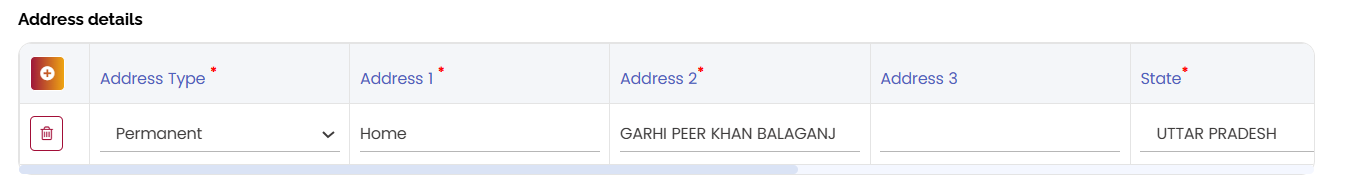 Address details
Address Type * Address 1 * Address 2* Address 3 State*
Permanent Home GARHI PEER KHAN BALAGANJ UTTAR PRADESH